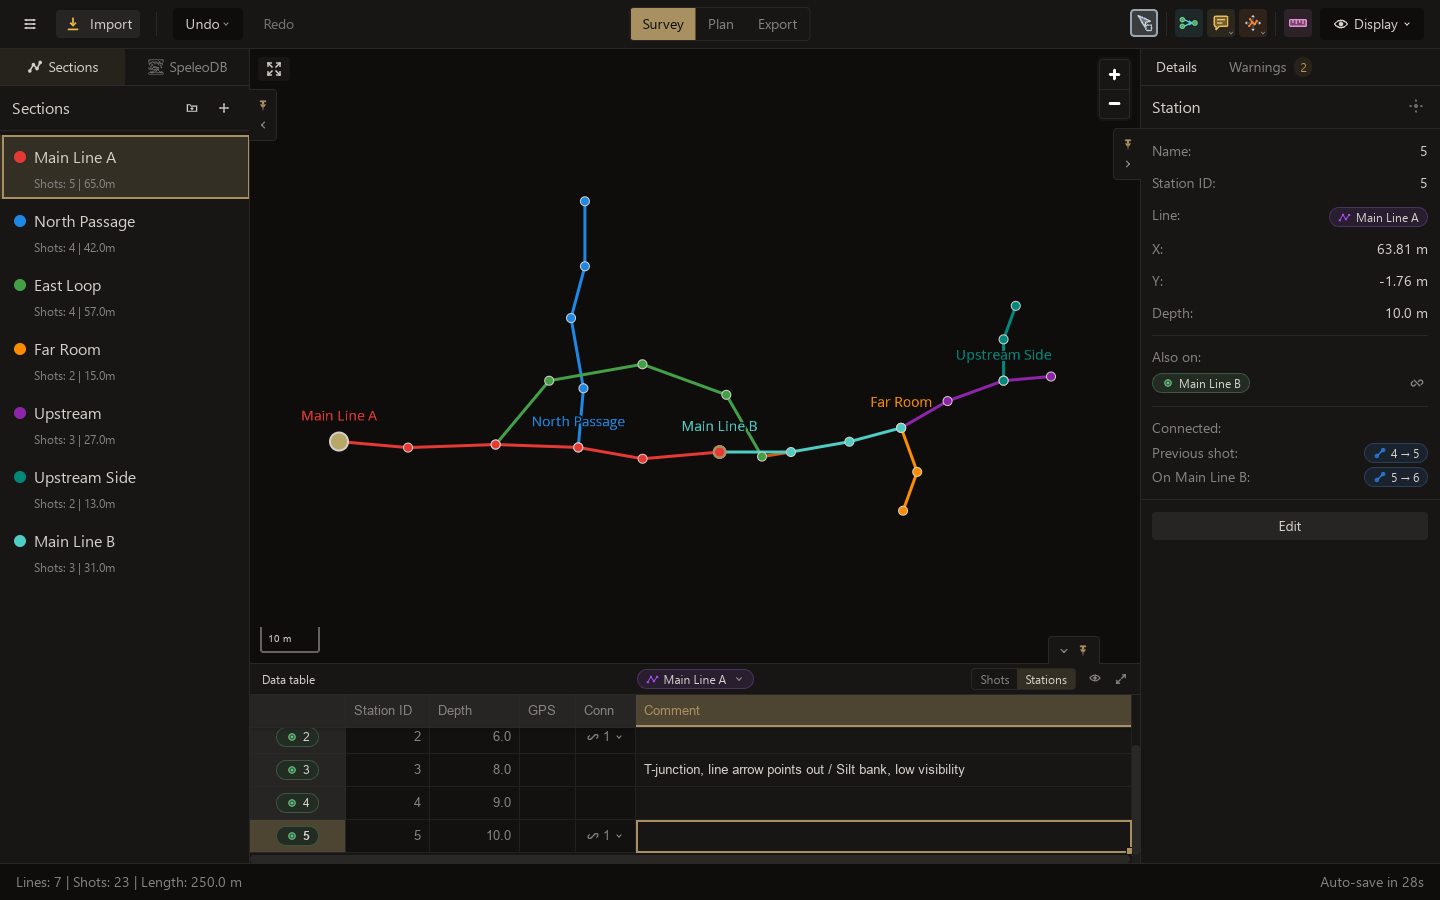 Import
Undo
Redo
Survey
Plan
Export
Display
Sections
SpeleoDB
Details
Warnings 2
Sections
Main Line A
Shots: 5 | 65.0m
North Passage
Shots: 4 | 42.0m
East Loop
Shots: 4 | 57.0m
Far Room
Shots: 2 | 15.0m
Upstream
Shots: 3 | 27.0m
Upstream Side
Shots: 2 | 13.0m
Main Line B
Shots: 3 | 31.0m
Main Line A
North Passage
Main Line B
Far Room
Upstream Side
10 m
Station
Name: 5
Station ID: 5
Line: Main Line A
X: 63.81 m
Y: -1.76 m
Depth: 10.0 m
Also on:
Main Line B
Connected:
Previous shot: 4 → 5
On Main Line B: 5 → 6
Edit
Data table
Main Line A
Shots
Stations
Station ID Depth GPS Conn Comment
2 2 6.0 1
3 3 8.0 T-junction, line arrow points out / Silt bank, low visibility
4 4 9.0
5 5 10.0 1
Lines: 7 | Shots: 23 | Length: 250.0 m
Auto-save in 28s